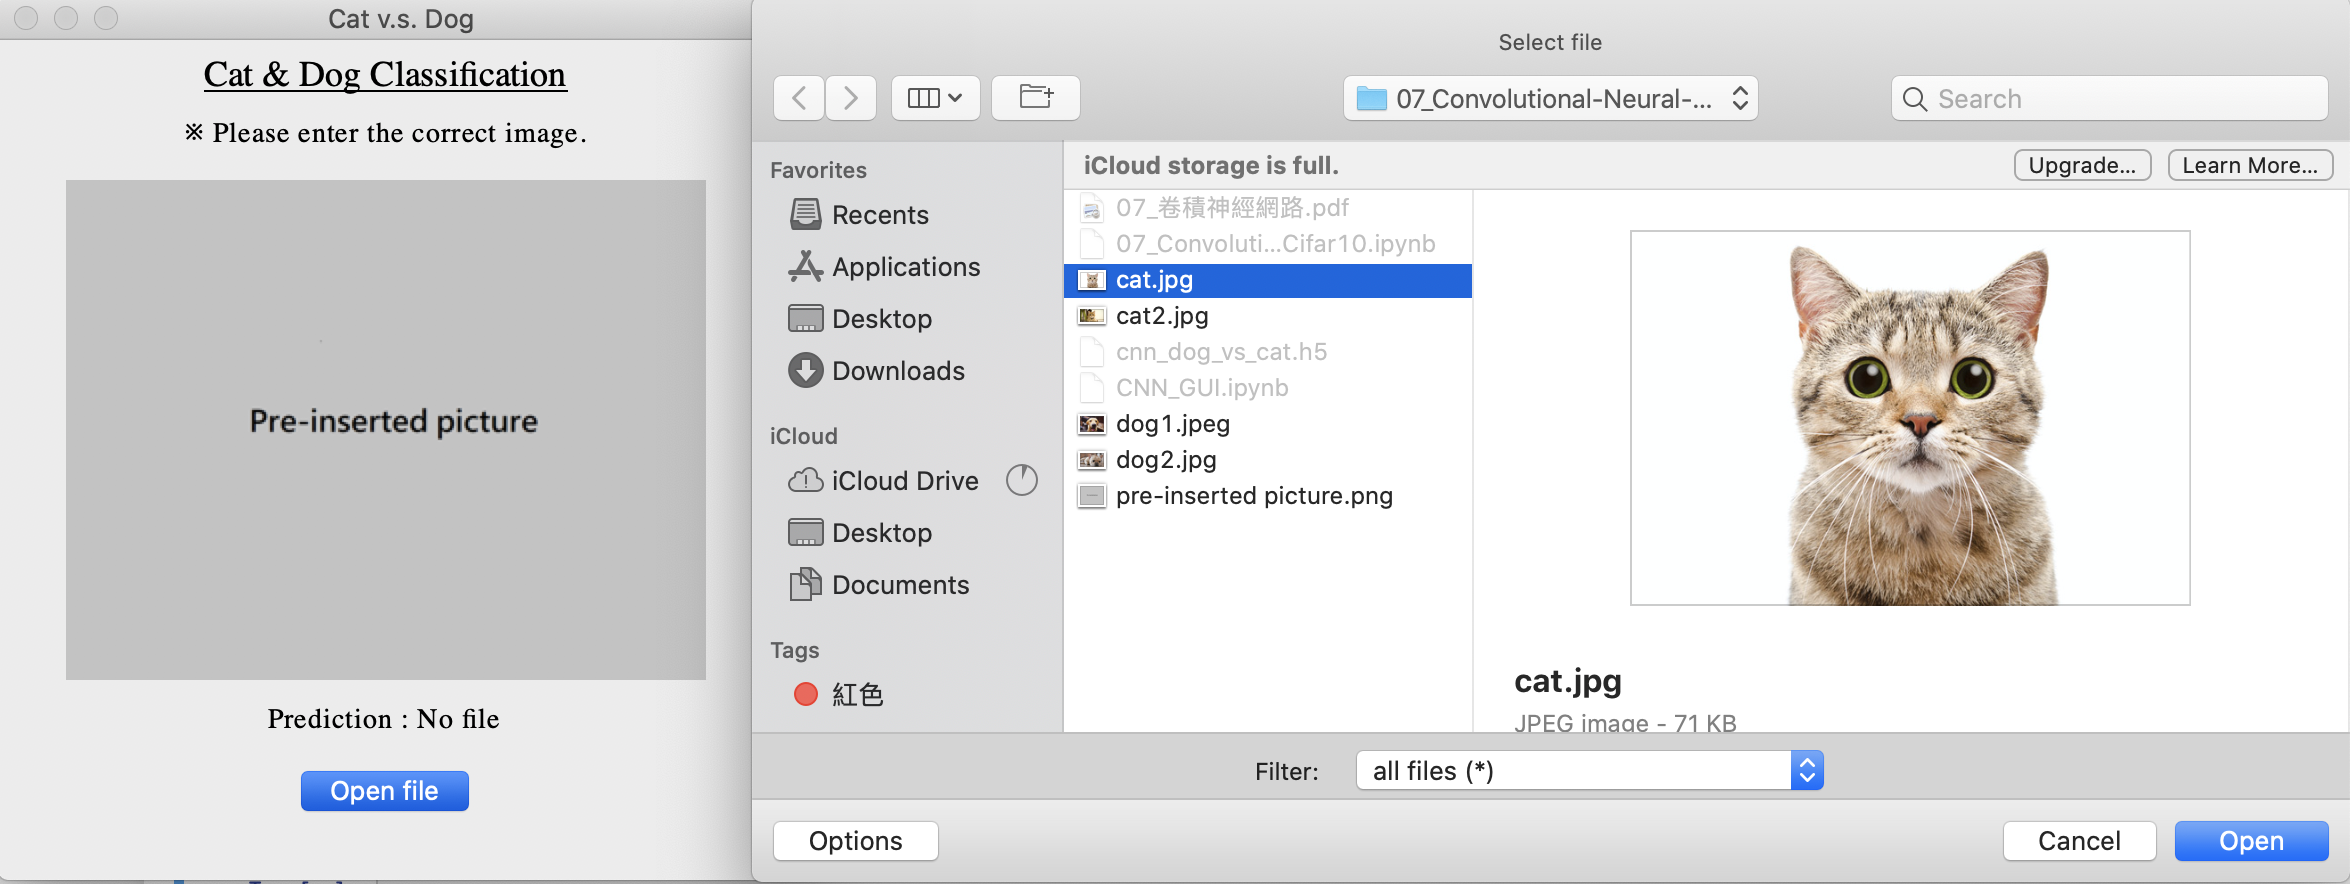 Cat v.s. Dog
Cat & Dog Classification
※ Please enter the correct image.
Pre-inserted picture
Prediction : No file
Open file
Select file
07_Convolutional-Neural-...
Search
Favorites
Recents
Applications
Desktop
Downloads
iCloud
iCloud Drive
Desktop
Documents
Tags
紅色
iCloud storage is full.
Upgrade...
Learn More...
07_卷積神經網路.pdf
07_Convoluti...Cifar10.ipynb
cat.jpg
cat2.jpg
cnn_dog_vs_cat.h5
CNN_GUI.ipynb
dog1.jpeg
dog2.jpg
pre-inserted picture.png
cat.jpg
JPEG image - 71 KB
Filter:
all files (*)
Options
Cancel
Open